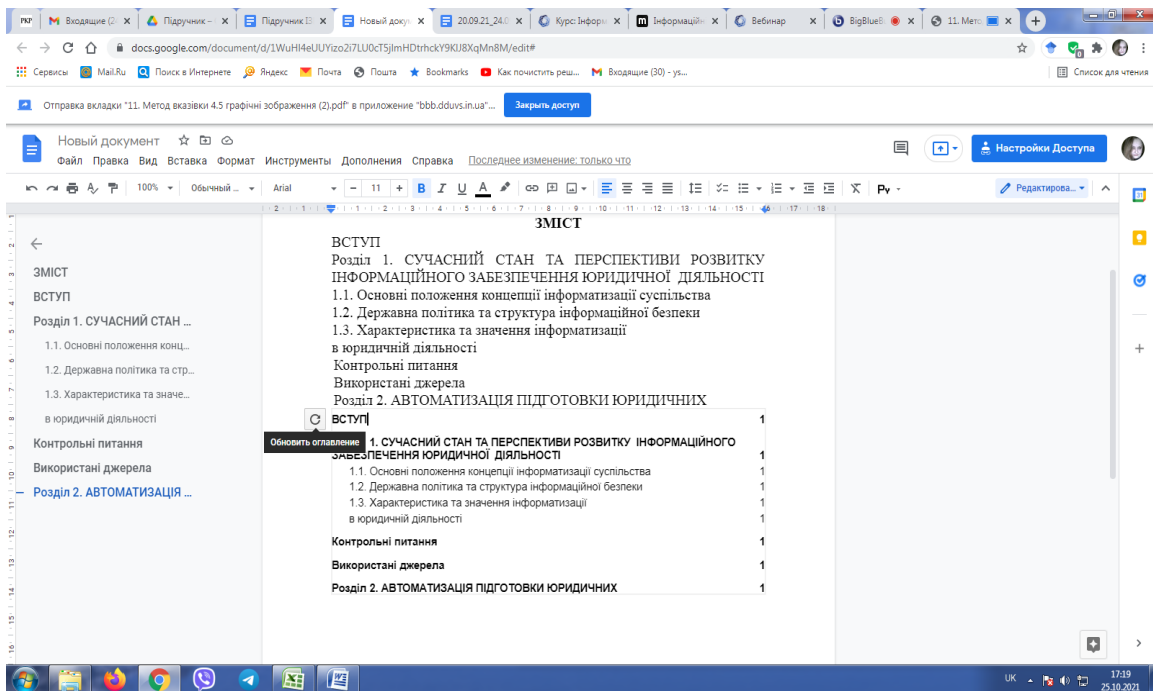 PKP
Входящие (2
Підручник –
Підручник ІЗ
Новый доку
20.09.21_24.0
Курс: Інформ
Інформаційн
Вебинар
BigBlueB
11. Мето
docs.google.com/document/d/1WuHI4eUUYizo2i7LU0cT5jImHDtrhckY9KIJ8XqMn8M/edit#
Сервисы Mail.Ru Поиск в Интернете Яндекс Почта Пошта Bookmarks Как почистить реш... Входящие (30) - ys... Список для чтения
Отправка вкладки "11. Метод вказівки 4.5 графічні зображення (2).pdf" в приложение "bbb.dduvs.in.ua"... Закрыть доступ
Новый документ
Файл Правка Вид Вставка Формат Инструменты Дополнения Справка Последнее изменение: только что
Настройки Доступа
100% Обычный ... Arial 11 B I U A Редактирова...
ЗМІСТ
ВСТУП
Розділ 1. СУЧАСНИЙ СТАН ...
1.1. Основні положення конц...
1.2. Державна політика та стр...
1.3. Характеристика та значе...
в юридичній діяльності
Контрольні питання
Використані джерела
Розділ 2. АВТОМАТИЗАЦІЯ ...
ЗМІСТ
ВСТУП
Розділ 1. СУЧАСНИЙ СТАН ТА ПЕРСПЕКТИВИ РОЗВИТКУ
ІНФОРМАЦІЙНОГО ЗАБЕЗПЕЧЕННЯ ЮРИДИЧНОЇ ДІЯЛЬНОСТІ
1.1. Основні положення концепції інформатизації суспільства
1.2. Державна політика та структура інформаційної безпеки
1.3. Характеристика та значення інформатизації
в юридичній діяльності
Контрольні питання
Використані джерела
Розділ 2. АВТОМАТИЗАЦІЯ ПІДГОТОВКИ ЮРИДИЧНИХ
ВСТУП 1
Обновить оглавление
1. СУЧАСНИЙ СТАН ТА ПЕРСПЕКТИВИ РОЗВИТКУ ІНФОРМАЦІЙНОГО
ЗАБЕЗПЕЧЕННЯ ЮРИДИЧНОЇ ДІЯЛЬНОСТІ 1
1.1. Основні положення концепції інформатизації суспільства 1
1.2. Державна політика та структура інформаційної безпеки 1
1.3. Характеристика та значення інформатизації 1
в юридичній діяльності 1
Контрольні питання 1
Використані джерела 1
Розділ 2. АВТОМАТИЗАЦІЯ ПІДГОТОВКИ ЮРИДИЧНИХ 1
UK
17:19
25.10.2021